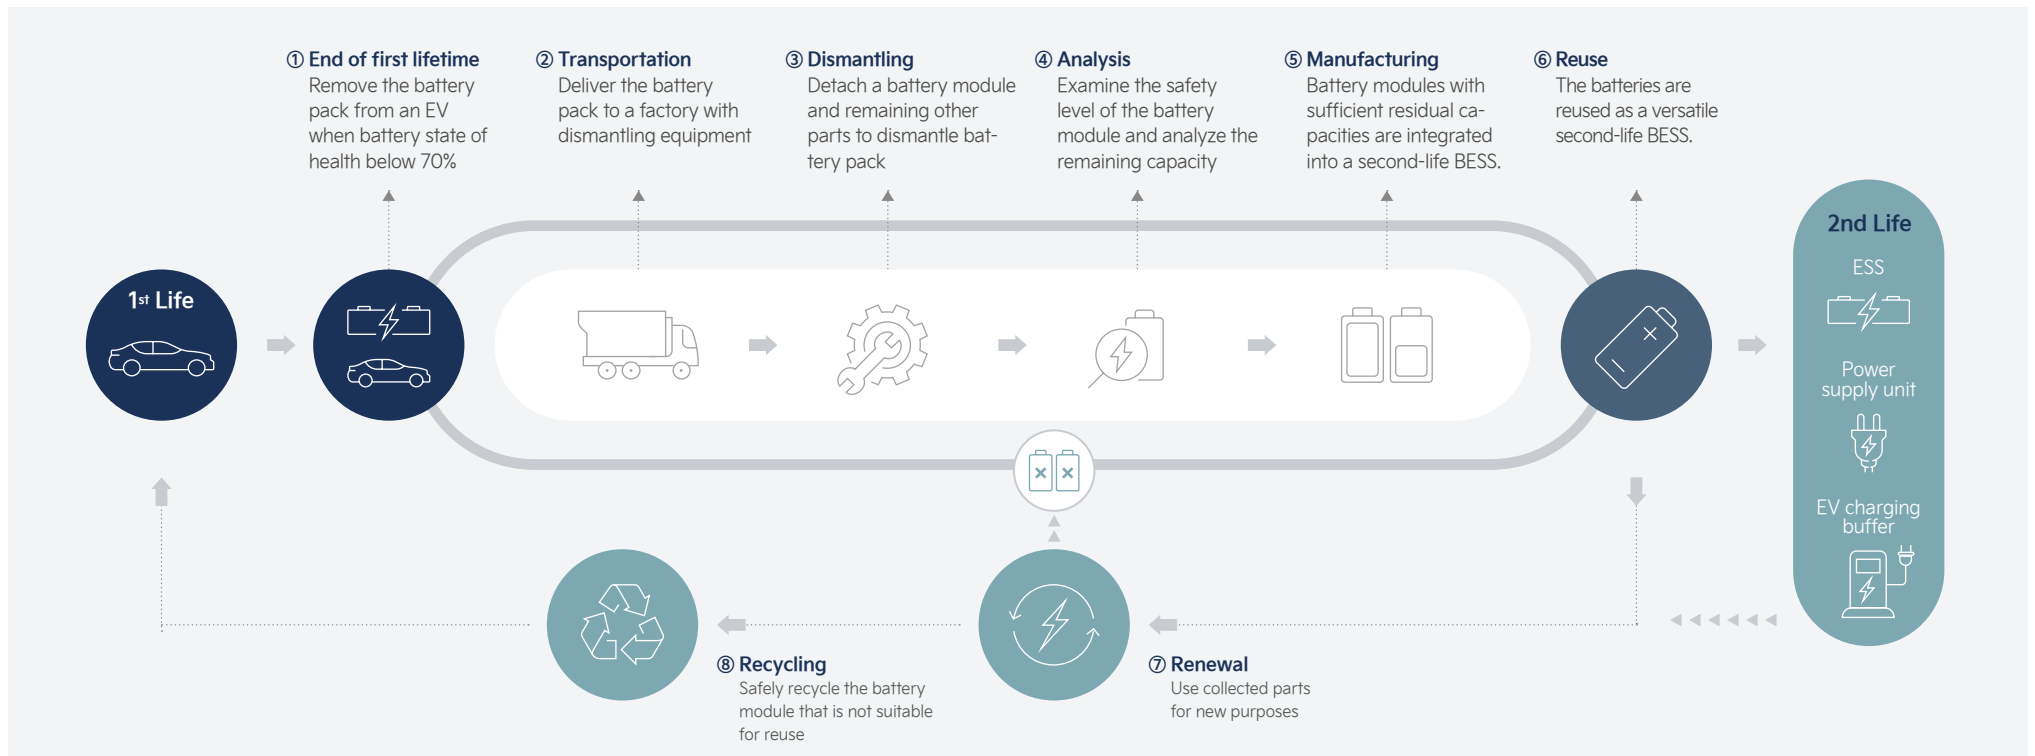 ① End of first lifetime
Remove the battery
pack from an EV
when battery state of
health below 70%
② Transportation
Deliver the battery
pack to a factory with
dismantling equipment
③ Dismantling
Detach a battery module
and remaining other
parts to dismantle bat-
tery pack
④ Analysis
Examine the safety
level of the battery
module and analyze the
remaining capacity
⑤ Manufacturing
Battery modules with
sufficient residual ca-
pacities are integrated
into a second-life BESS.
⑥ Reuse
The batteries are
reused as a versatile
second-life BESS.
1st Life
2nd Life
ESS
Power
supply unit
EV charging
buffer
⑧ Recycling
Safely recycle the battery
module that is not suitable
for reuse
⑦ Renewal
Use collected parts
for new purposes